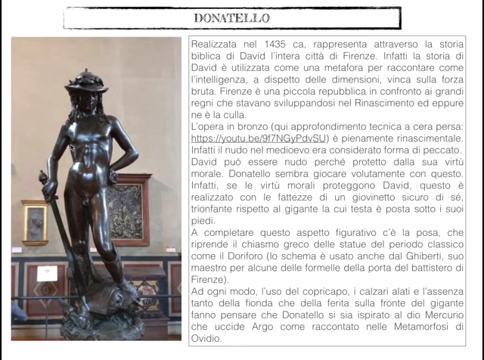 DONATELLO
Realizzata nel 1435 ca, rappresenta attraverso la storia
biblica di David l'intera città di Firenze. Infatti la storia di
David è utilizzata come una metafora per raccontare come
l'intelligenza, a dispetto delle dimensioni, vinca sulla forza
bruta. Firenze è una piccola repubblica in confronto ai grandi
regni che stavano sviluppandosi nel Rinascimento ed eppure
ne è la culla.
L'opera in bronzo (qui approfondimento tecnica a cera persa:
https://youtu.be/9f7NGyPdvSU) è pienamente rinascimentale.
Infatti il nudo nel medioevo era considerato forma di peccato.
David può essere nudo perché protetto dalla sua virtù
morale. Donatello sembra giocare volutamente con questo.
Infatti, se le virtù morali proteggono David, questo è
realizzato con le fattezze di un giovinetto sicuro di sé,
trionfante rispetto al gigante la cui testa è posta sotto i suoi
piedi.
A completare questo aspetto figurativo c'è la posa, che
riprende il chiasmo greco delle statue del periodo classico
come il Doriforo (lo schema è usato anche dal Ghiberti, suo
maestro per alcune delle formelle della porta del battistero di
Firenze).
Ad ogni modo, l'uso del copricapo, i calzari alati e l'assenza
tanto della fionda che della ferita sulla fronte del gigante
fanno pensare che Donatello si sia ispirato al dio Mercurio
che uccide Argo come raccontato nelle Metamorfosi di
Ovidio.